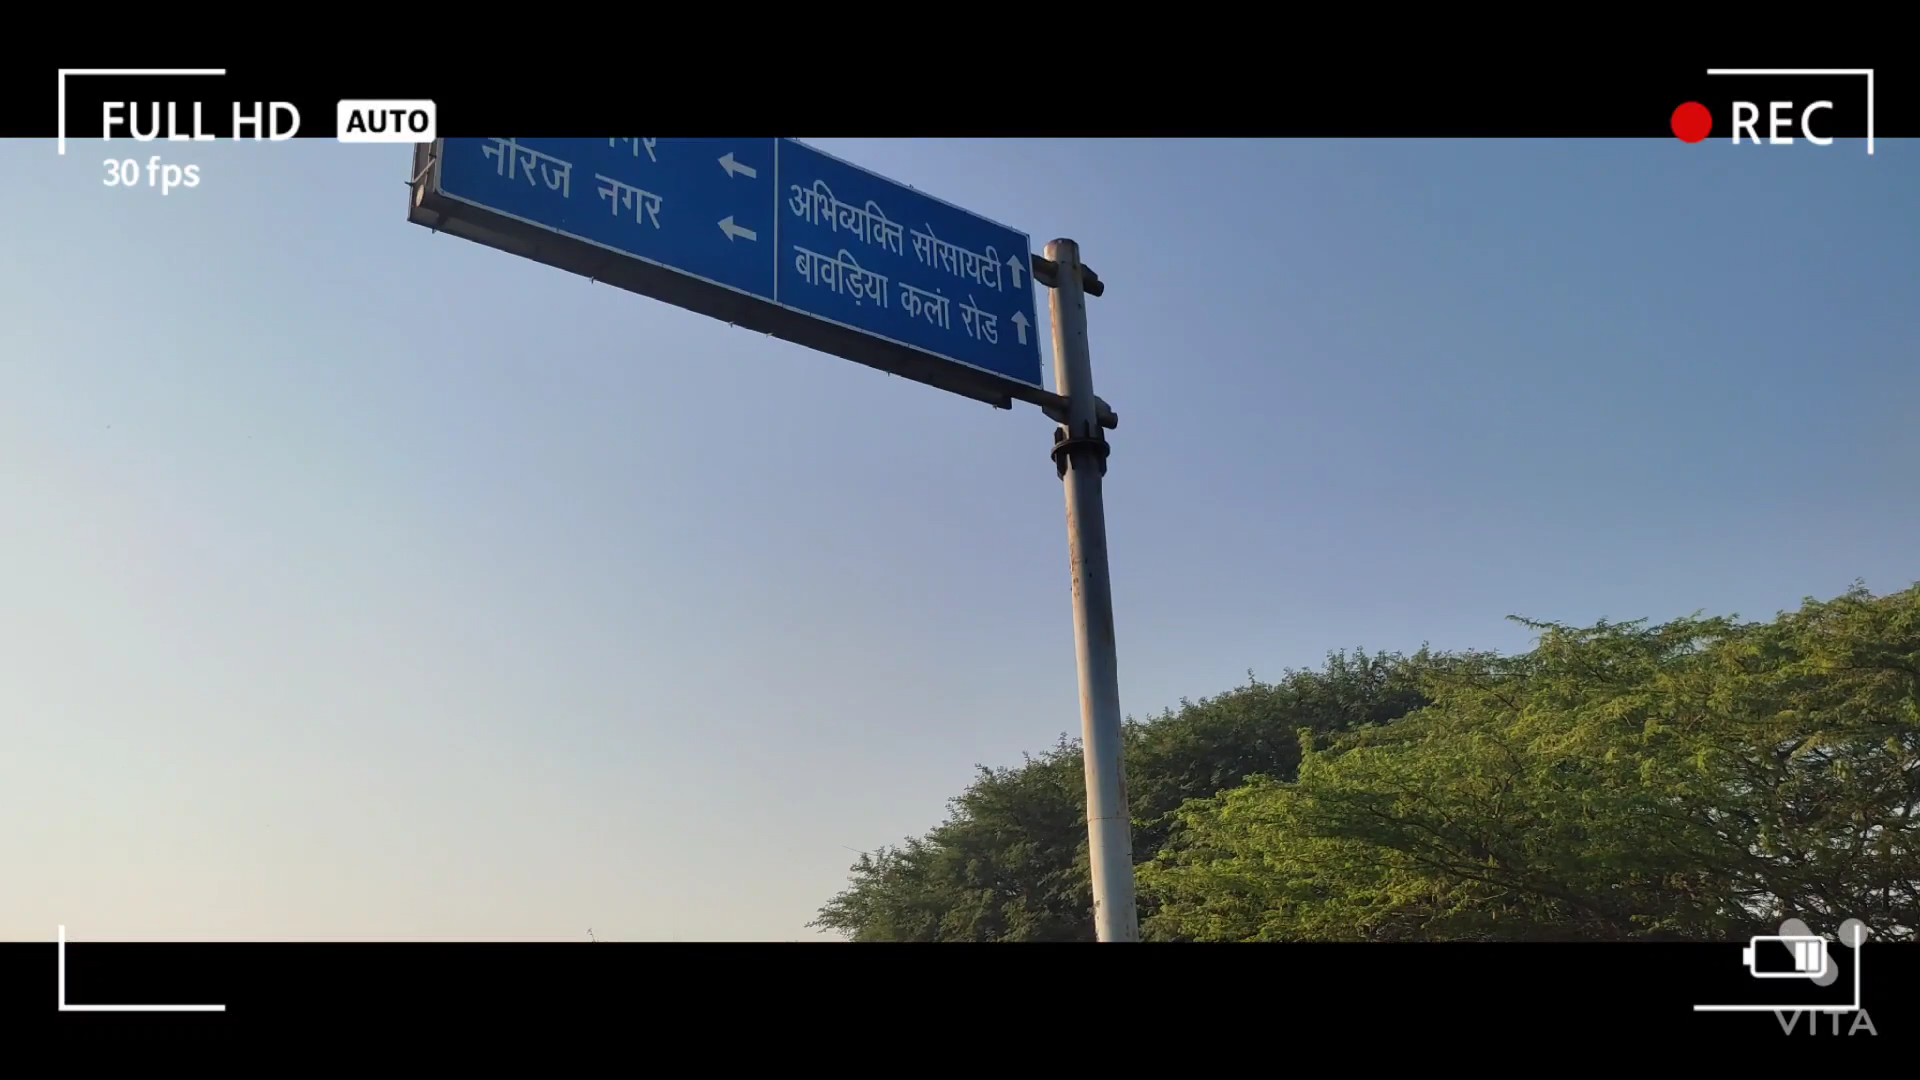 FULL HD AUTO
30 fps
REC
नीरज नगर
अभिव्यक्ति सोसायटी
बावड़िया कलां रोड
VITA